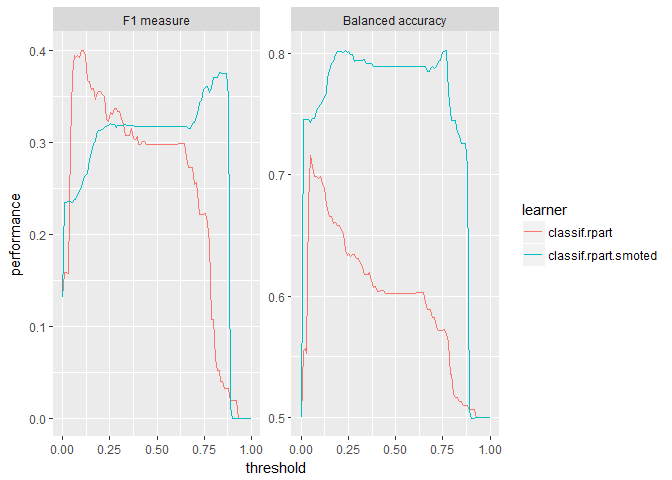 F1 measure
Balanced accuracy
performance
0.4
0.3
0.2
0.1
0.0
0.8
0.7
0.6
0.5
0.00 0.25 0.50 0.75 1.00
0.00 0.25 0.50 0.75 1.00
threshold
learner
classif.rpart
classif.rpart.smoted